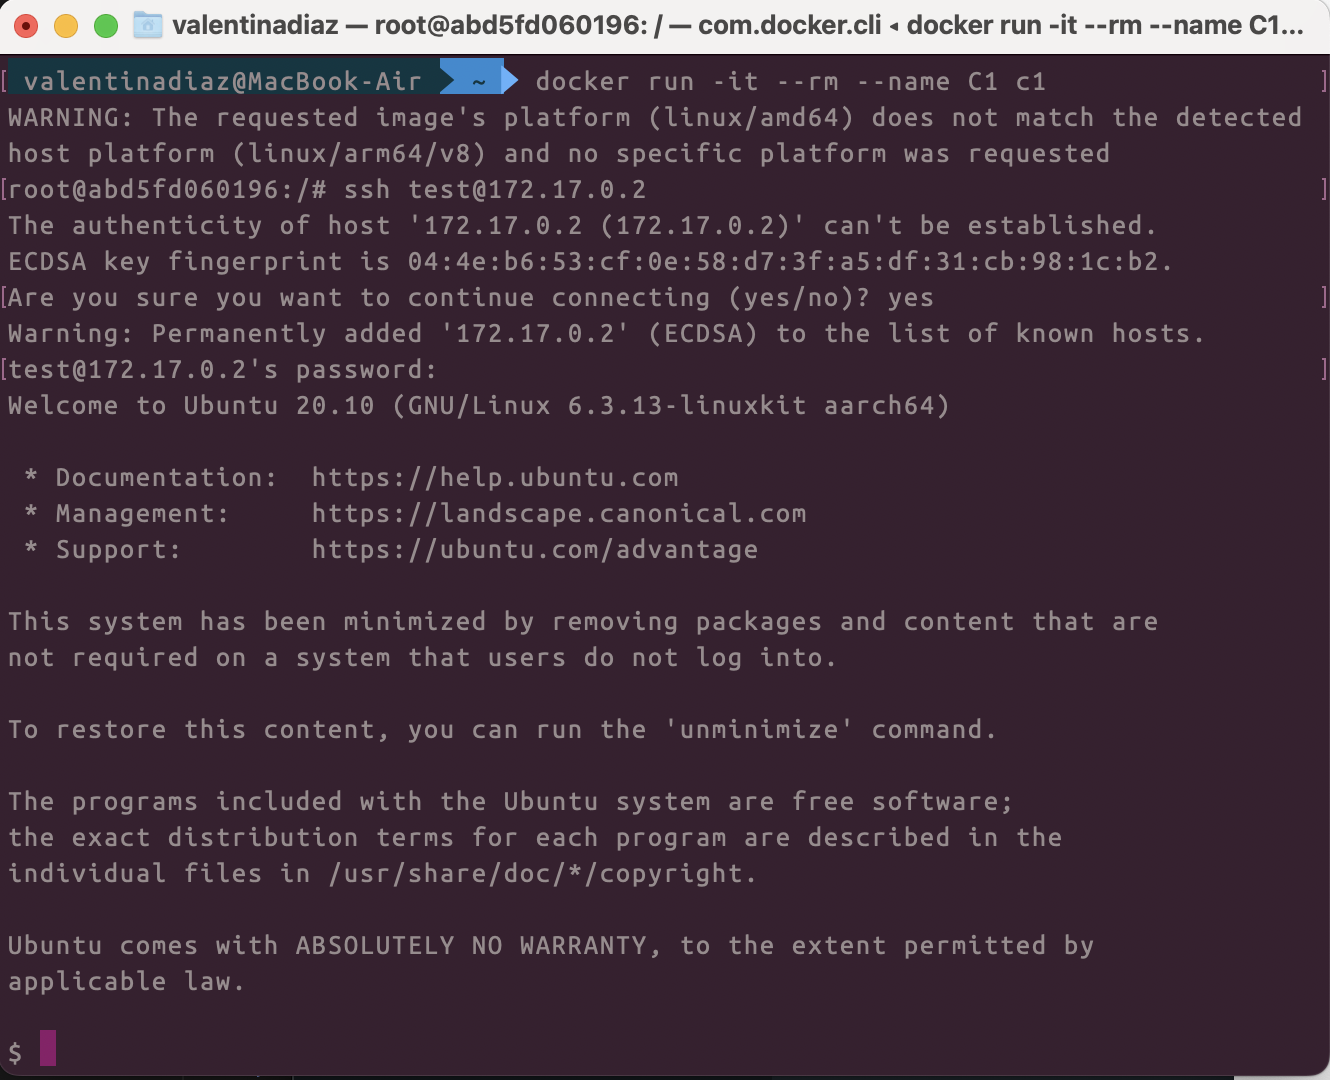 valentinadiaz — root@abd5fd060196: / — com.docker.cli ◂ docker run -it --rm --name C1...
[ valentinadiaz@MacBook-Air ~ docker run -it --rm --name C1 c1 ]
WARNING: The requested image's platform (linux/amd64) does not match the detected
host platform (linux/arm64/v8) and no specific platform was requested
[root@abd5fd060196:/# ssh test@172.17.0.2 ]
The authenticity of host '172.17.0.2 (172.17.0.2)' can't be established.
ECDSA key fingerprint is 04:4e:b6:53:cf:0e:58:d7:3f:a5:df:31:cb:98:1c:b2.
[Are you sure you want to continue connecting (yes/no)? yes ]
Warning: Permanently added '172.17.0.2' (ECDSA) to the list of known hosts.
[test@172.17.0.2's password: ]
Welcome to Ubuntu 20.10 (GNU/Linux 6.3.13-linuxkit aarch64)
* Documentation: https://help.ubuntu.com
* Management: https://landscape.canonical.com
* Support: https://ubuntu.com/advantage
This system has been minimized by removing packages and content that are
not required on a system that users do not log into.
To restore this content, you can run the 'unminimize' command.
The programs included with the Ubuntu system are free software;
the exact distribution terms for each program are described in the
individual files in /usr/share/doc/*/copyright.
Ubuntu comes with ABSOLUTELY NO WARRANTY, to the extent permitted by
applicable law.
$